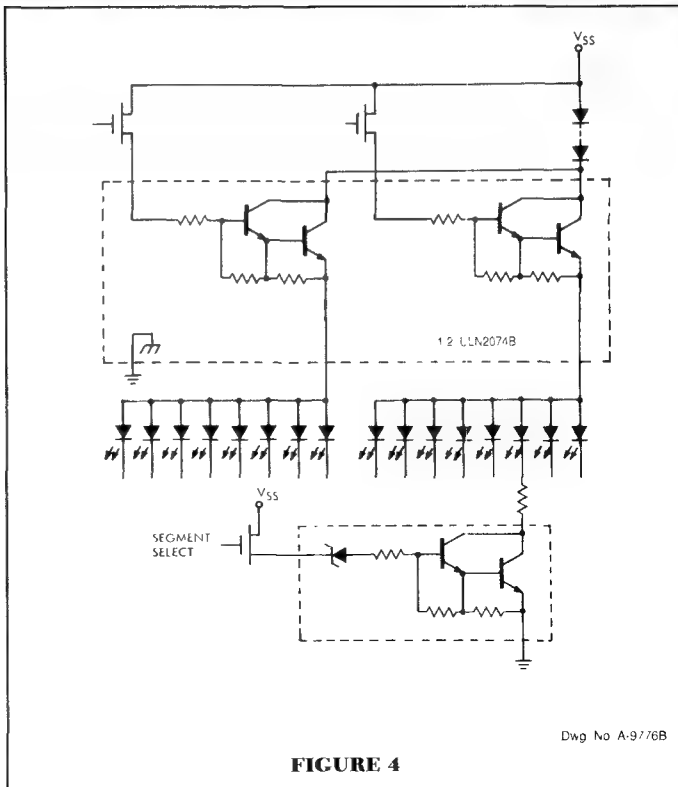 VSS
1/2 ULN2074B
VSS
SEGMENT
SELECT
Dwg No A-9776B
FIGURE 4